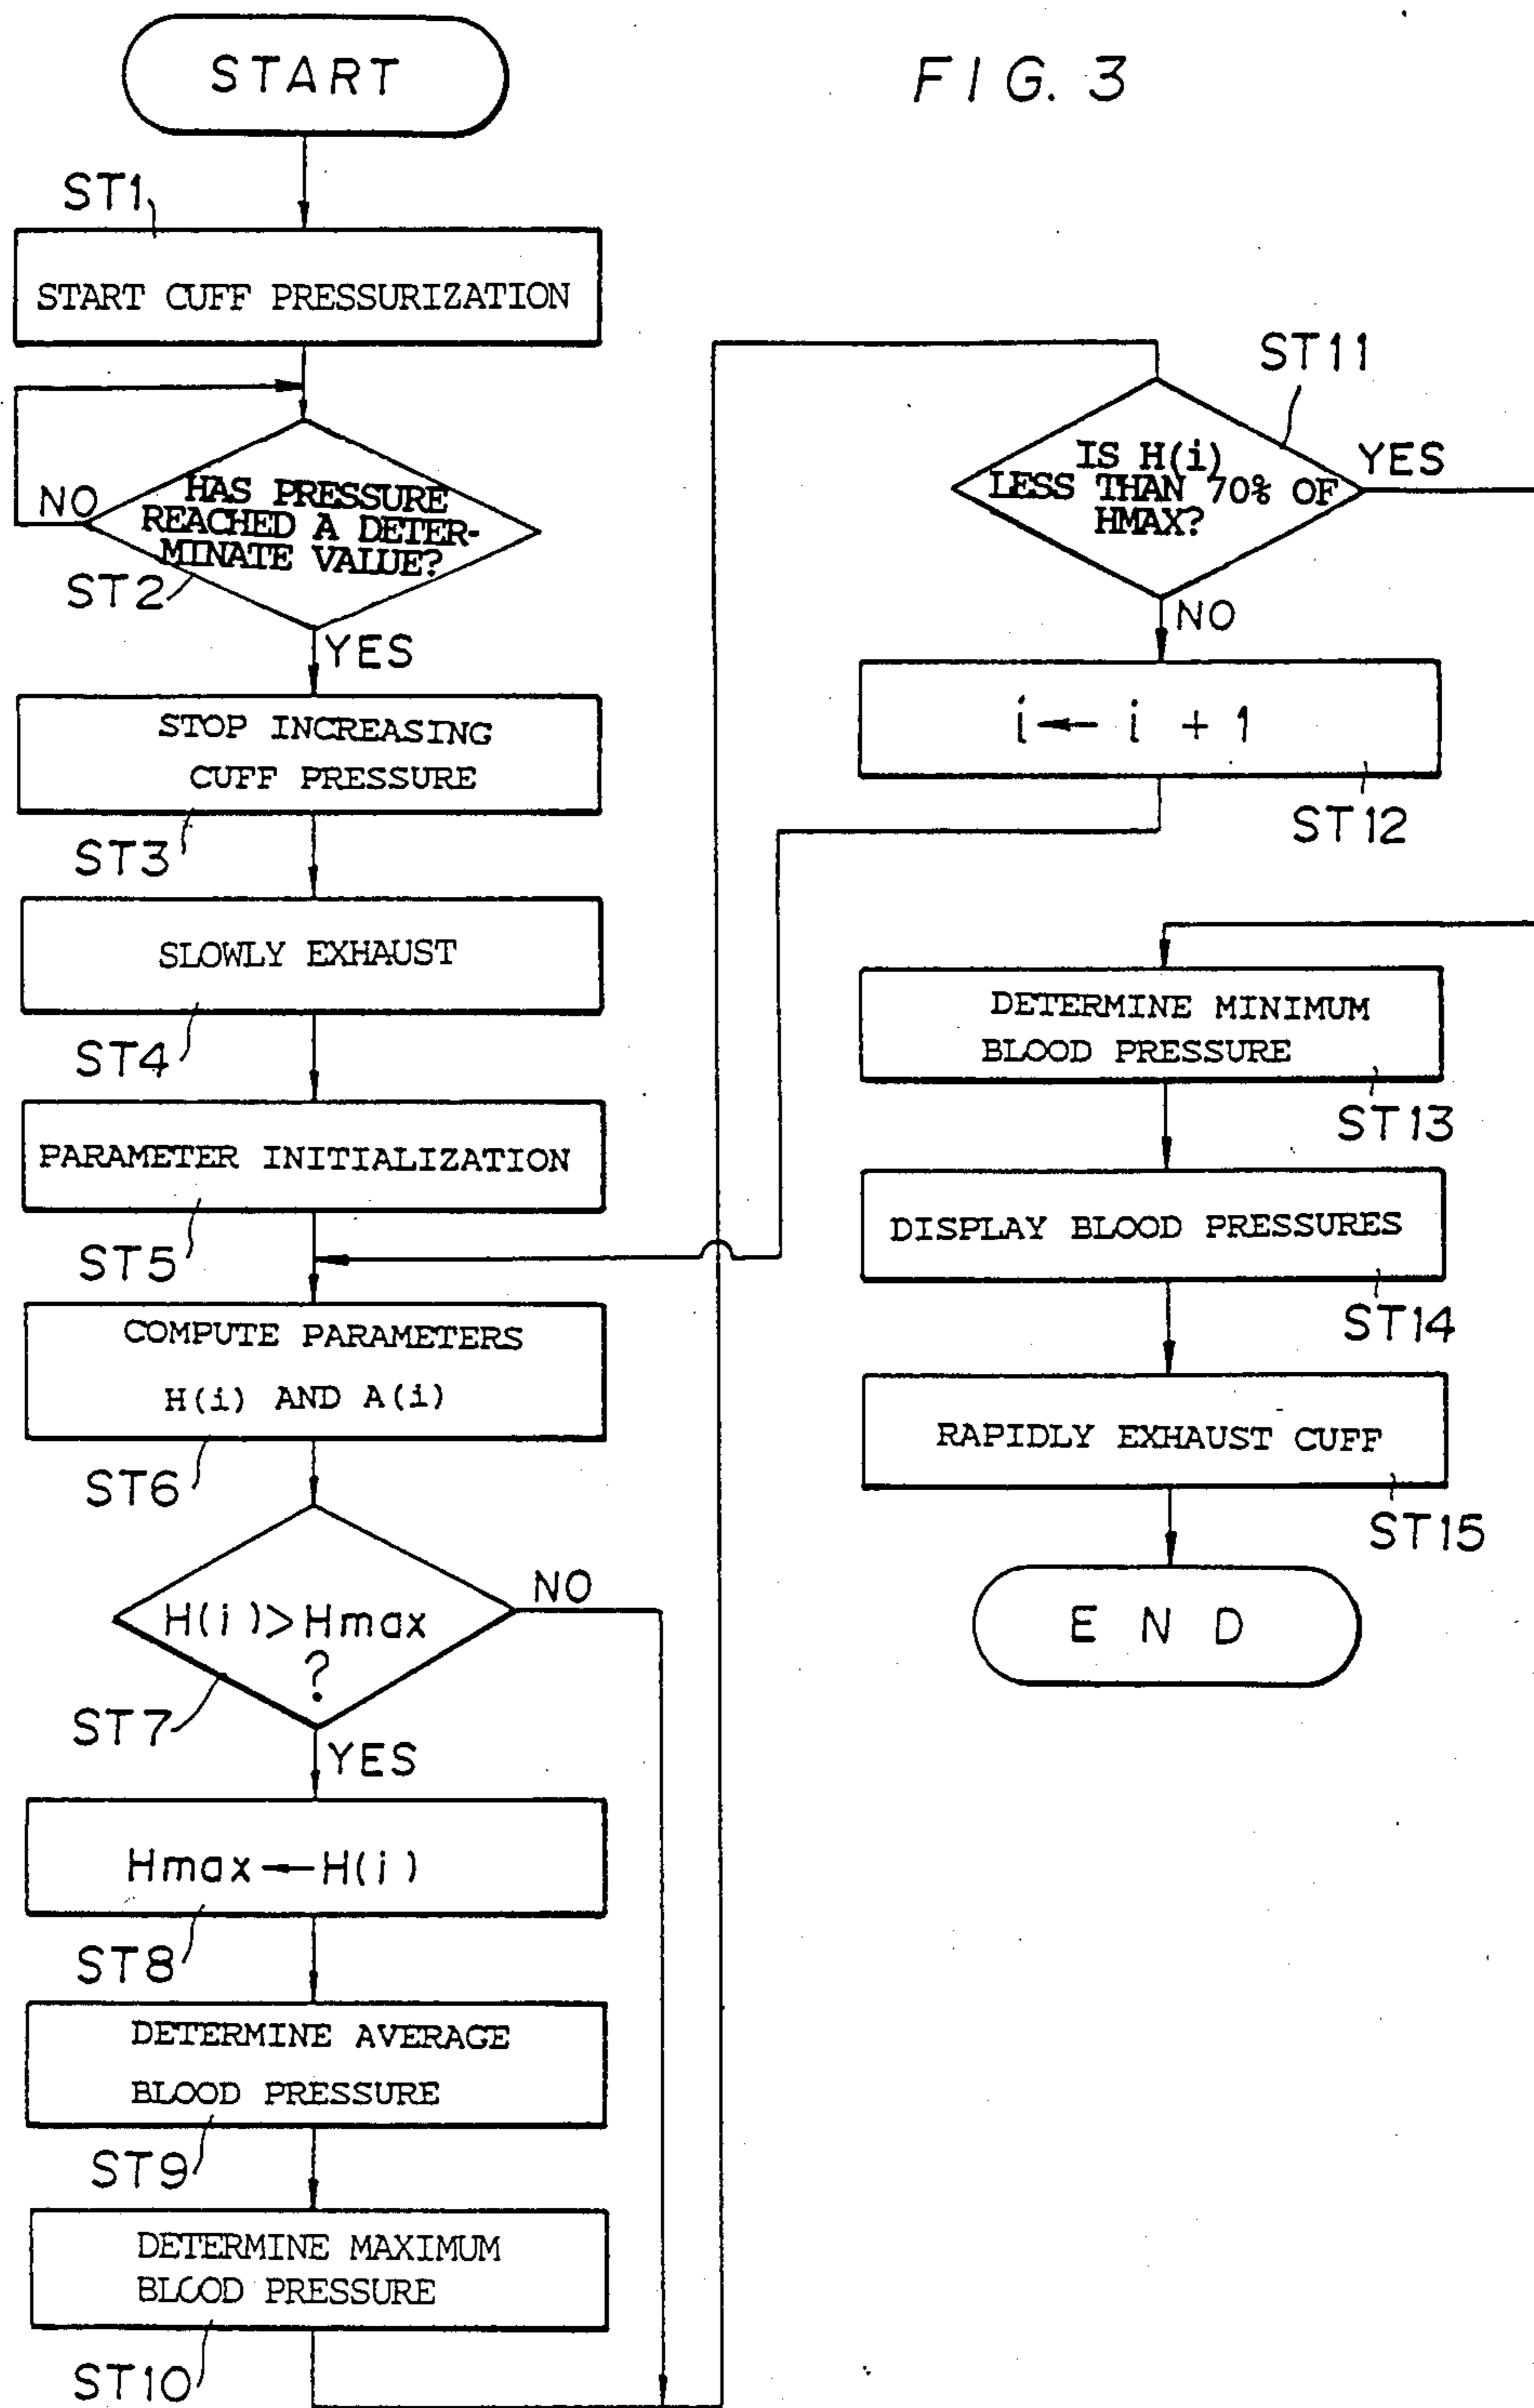 FIG. 3
START
ST1
START CUFF PRESSURIZATION
HAS PRESSURE
REACHED A DETER-
MINATE VALUE?
NO
ST2
YES
STOP INCREASING
CUFF PRESSURE
ST3
SLOWLY EXHAUST
ST4
PARAMETER INITIALIZATION
ST5
COMPUTE PARAMETERS
H(i) AND A(i)
ST6
H(i)>Hmax
?
NO
ST7
YES
Hmax ← H(i)
ST8
DETERMINE AVERAGE
BLOOD PRESSURE
ST9
DETERMINE MAXIMUM
BLOOD PRESSURE
ST10
ST11
IS H(i)
LESS THAN 70% OF
HMAX?
YES
NO
i ← i + 1
ST12
DETERMINE MINIMUM
BLOOD PRESSURE
ST13
DISPLAY BLOOD PRESSURES
ST14
RAPIDLY EXHAUST CUFF
ST15
END